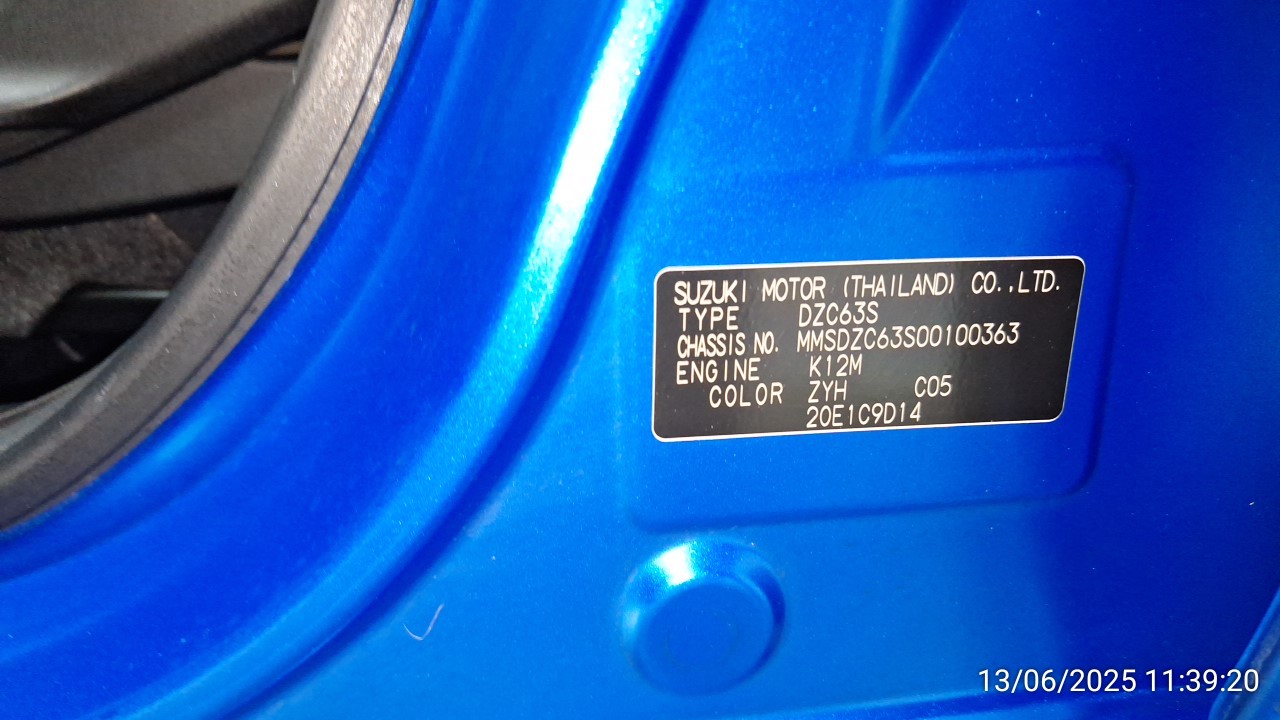 SUZUKI MOTOR (THAILAND) CO.,LTD.
TYPE DZC63S
CHASSIS NO. MMSDZC63S00100363
ENGINE K12M
COLOR ZYH C05
20E1C9D14
13/06/2025 11:39:20